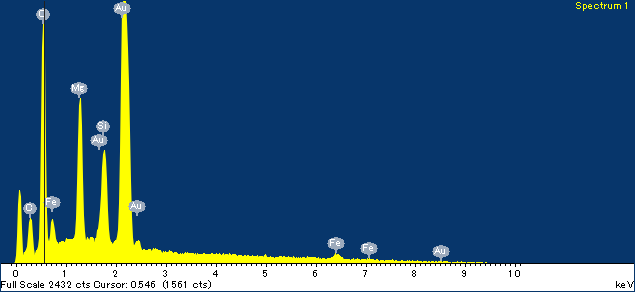 Spectrum 1
Au
Mg
Si
Au
Fe
Au
Fe
Fe
Au
0 1 2 3 4 5 6 7 8 9 10
Full Scale 2432 cts Cursor: 0.546 (1561 cts) keV